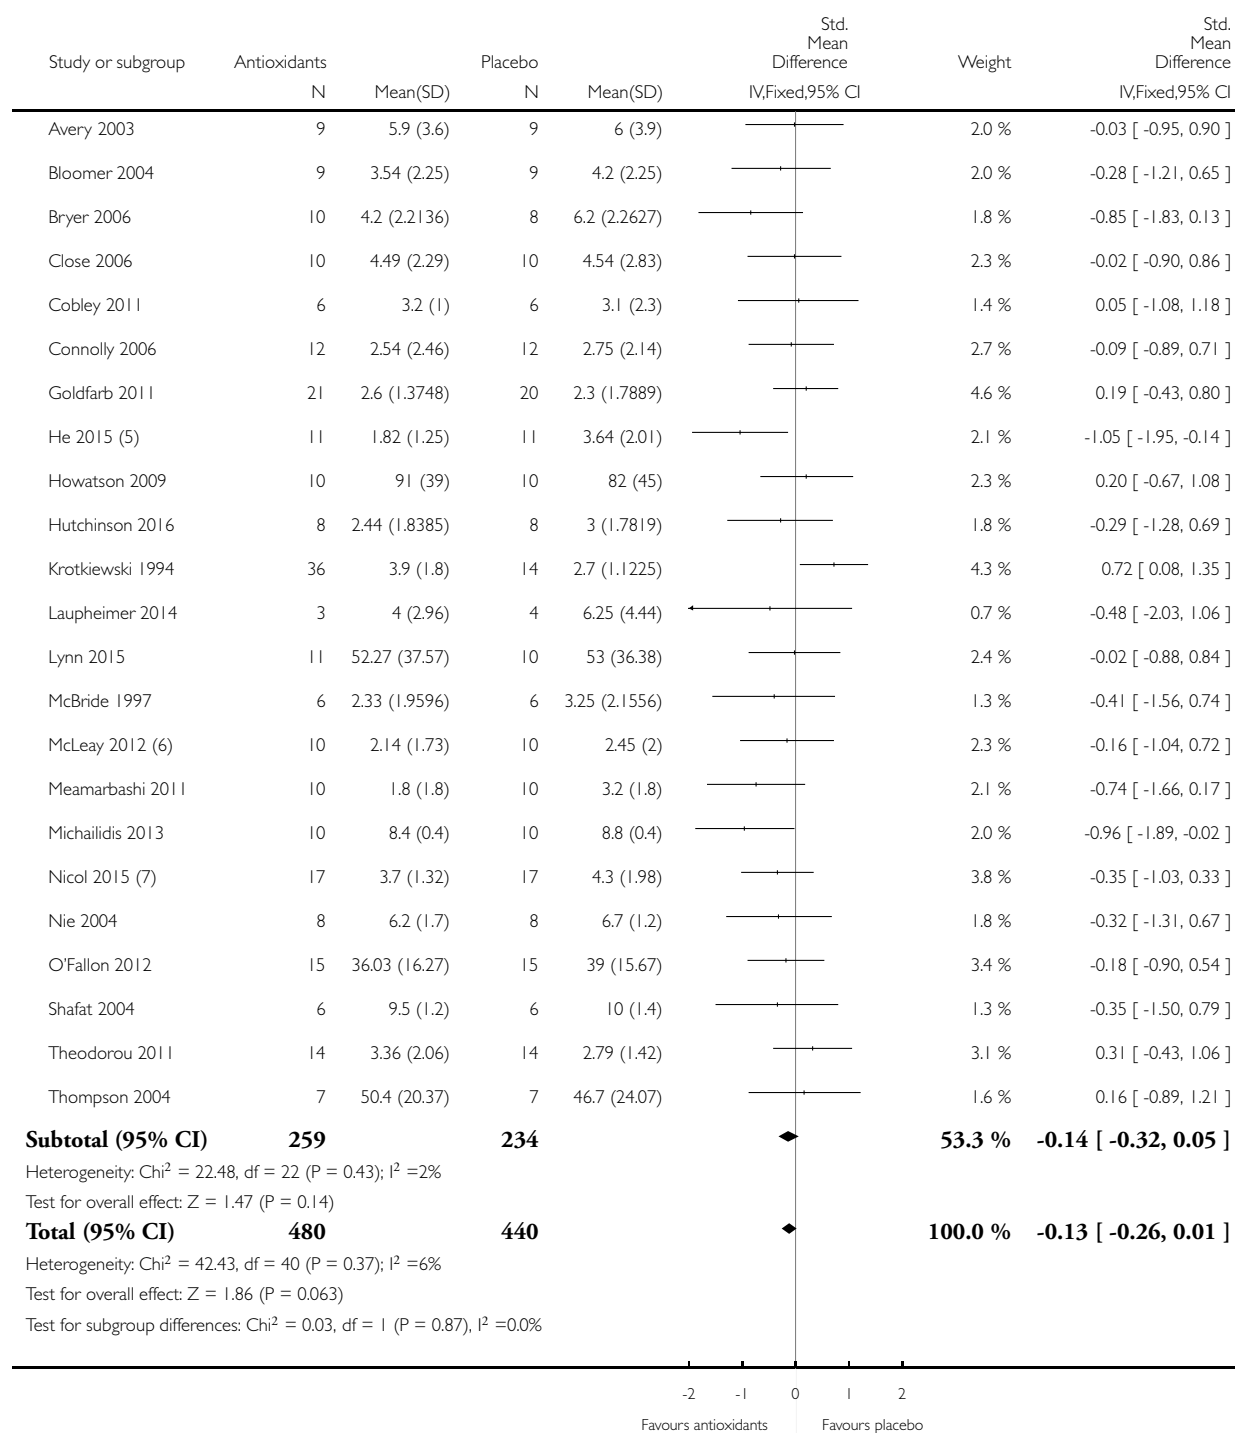 Std. Std.
Mean Mean
Study or subgroup Antioxidants Placebo Difference Weight Difference
N Mean(SD) N Mean(SD) IV,Fixed,95% CI IV,Fixed,95% CI
Avery 2003 9 5.9 (3.6) 9 6 (3.9) 2.0 % -0.03 [ -0.95, 0.90 ]
Bloomer 2004 9 3.54 (2.25) 9 4.2 (2.25) 2.0 % -0.28 [ -1.21, 0.65 ]
Bryer 2006 10 4.2 (2.2136) 8 6.2 (2.2627) 1.8 % -0.85 [ -1.83, 0.13 ]
Close 2006 10 4.49 (2.29) 10 4.54 (2.83) 2.3 % -0.02 [ -0.90, 0.86 ]
Cobley 2011 6 3.2 (1) 6 3.1 (2.3) 1.4 % 0.05 [ -1.08, 1.18 ]
Connolly 2006 12 2.54 (2.46) 12 2.75 (2.14) 2.7 % -0.09 [ -0.89, 0.71 ]
Goldfarb 2011 21 2.6 (1.3748) 20 2.3 (1.7889) 4.6 % 0.19 [ -0.43, 0.80 ]
He 2015 (5) 11 1.82 (1.25) 11 3.64 (2.01) 2.1 % -1.05 [ -1.95, -0.14 ]
Howatson 2009 10 91 (39) 10 82 (45) 2.3 % 0.20 [ -0.67, 1.08 ]
Hutchinson 2016 8 2.44 (1.8385) 8 3 (1.7819) 1.8 % -0.29 [ -1.28, 0.69 ]
Krotkiewski 1994 36 3.9 (1.8) 14 2.7 (1.1225) 4.3 % 0.72 [ 0.08, 1.35 ]
Laupheimer 2014 3 4 (2.96) 4 6.25 (4.44) 0.7 % -0.48 [ -2.03, 1.06 ]
Lynn 2015 11 52.27 (37.57) 10 53 (36.38) 2.4 % -0.02 [ -0.88, 0.84 ]
McBride 1997 6 2.33 (1.9596) 6 3.25 (2.1556) 1.3 % -0.41 [ -1.56, 0.74 ]
McLeay 2012 (6) 10 2.14 (1.73) 10 2.45 (2) 2.3 % -0.16 [ -1.04, 0.72 ]
Meamarbashi 2011 10 1.8 (1.8) 10 3.2 (1.8) 2.1 % -0.74 [ -1.66, 0.17 ]
Michailidis 2013 10 8.4 (0.4) 10 8.8 (0.4) 2.0 % -0.96 [ -1.89, -0.02 ]
Nicol 2015 (7) 17 3.7 (1.32) 17 4.3 (1.98) 3.8 % -0.35 [ -1.03, 0.33 ]
Nie 2004 8 6.2 (1.7) 8 6.7 (1.2) 1.8 % -0.32 [ -1.31, 0.67 ]
O'Fallon 2012 15 36.03 (16.27) 15 39 (15.67) 3.4 % -0.18 [ -0.90, 0.54 ]
Shafat 2004 6 9.5 (1.2) 6 10 (1.4) 1.3 % -0.35 [ -1.50, 0.79 ]
Theodorou 2011 14 3.36 (2.06) 14 2.79 (1.42) 3.1 % 0.31 [ -0.43, 1.06 ]
Thompson 2004 7 50.4 (20.37) 7 46.7 (24.07) 1.6 % 0.16 [ -0.89, 1.21 ]
Subtotal (95% CI) 259 234 53.3 % -0.14 [ -0.32, 0.05 ]
Heterogeneity: Chi² = 22.48, df = 22 (P = 0.43); I² =2%
Test for overall effect: Z = 1.47 (P = 0.14)
Total (95% CI) 480 440 100.0 % -0.13 [ -0.26, 0.01 ]
Heterogeneity: Chi² = 42.43, df = 40 (P = 0.37); I² =6%
Test for overall effect: Z = 1.86 (P = 0.063)
Test for subgroup differences: Chi² = 0.03, df = 1 (P = 0.87), I² =0.0%
-2 -1 0 1 2
Favours antioxidants Favours placebo